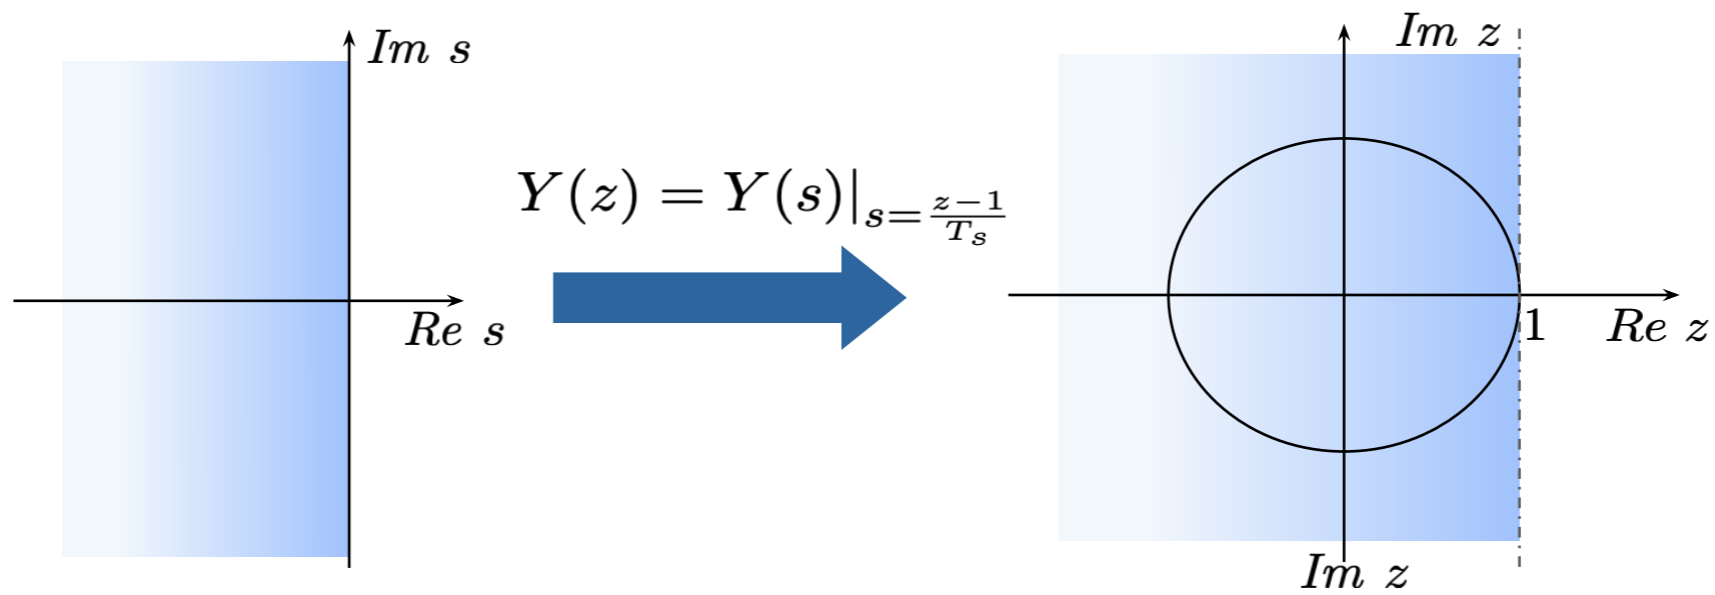 Im s
Re s
Y(z) = Y(s)|_{s=\frac{z-1}{T_s}}
Im z
1
Re z
Im z